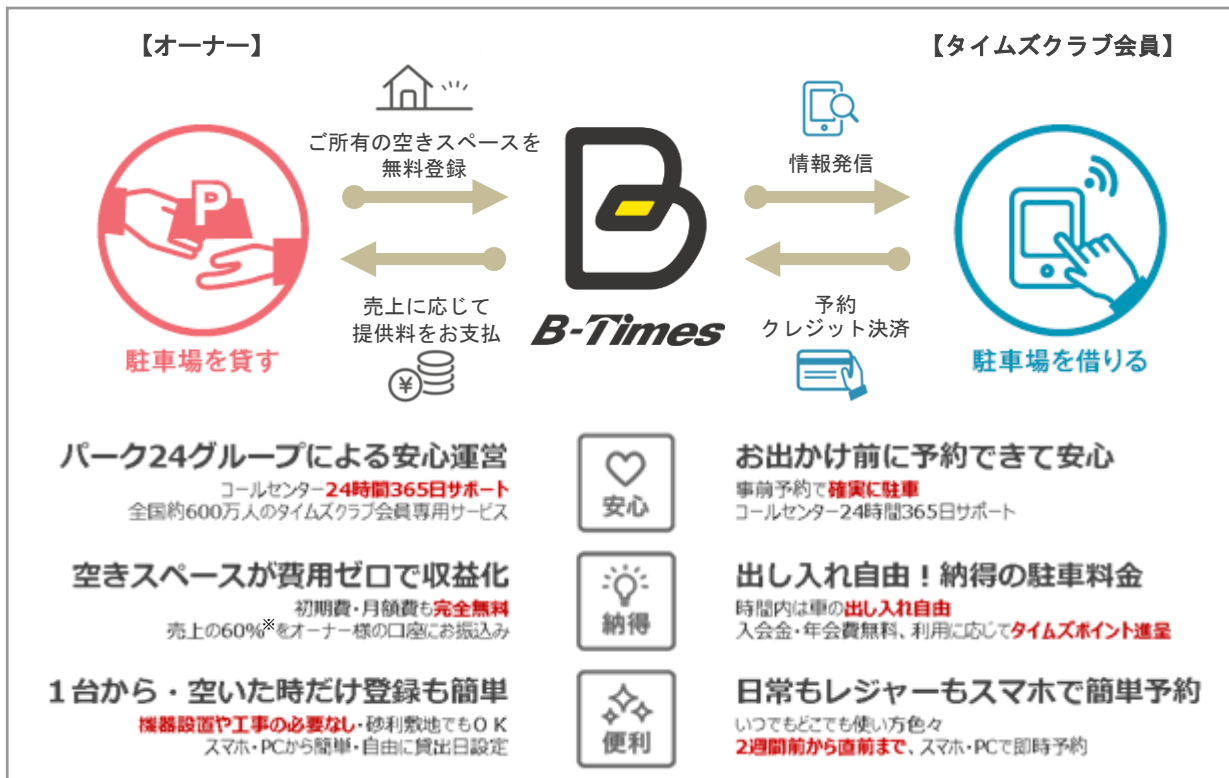 【オーナー】
【タイムズクラブ会員】
ご所有の空きスペースを
無料登録
情報発信
P
B
売上に応じて
提供料をお支払
¥
B-Times
予約
クレジット決済
駐車場を貸す
駐車場を借りる
パーク24グループによる安心運営
コールセンター24時間365日サポート
全国約600万人のタイムズクラブ会員専用サービス
安心
お出かけ前に予約できて安心
事前予約で確実に駐車
コールセンター24時間365日サポート
空きスペースが費用ゼロで収益化
初期費・月額費も完全無料
売上の60%※をオーナー様の口座にお振込み
納得
出し入れ自由！納得の駐車料金
時間内は車の出し入れ自由
入会金・年会費無料、利用に応じてタイムズポイント進呈
１台から・空いた時だけ登録も簡単
機器設置や工事の必要なし・砂利敷地でもＯＫ
スマホ・PCから簡単・自由に貸出日設定
便利
日常もレジャーもスマホで簡単予約
いつでもどこでも使い方色々
2週間前から直前まで、スマホ・PCで即時予約